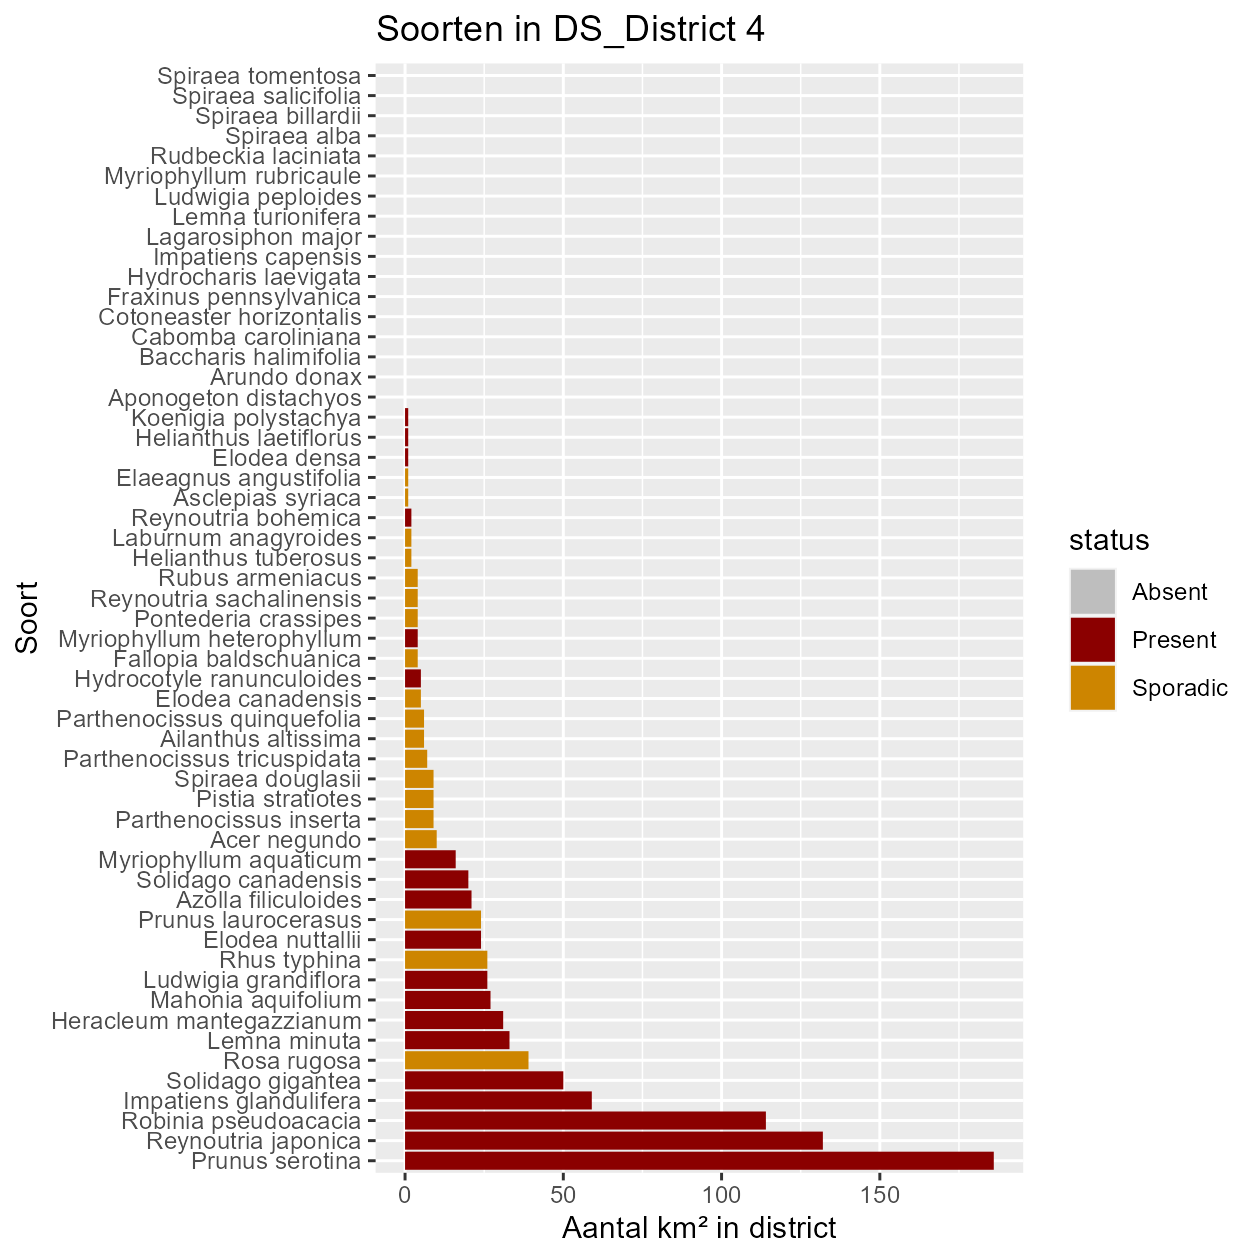 Soorten in DS_District 4
Spiraea tomentosa
Spiraea salicifolia
Spiraea billardii
Spiraea alba
Rudbeckia laciniata
Myriophyllum rubricaule
Ludwigia peploides
Lemna turionifera
Lagarosiphon major
Impatiens capensis
Hydrocharis laevigata
Fraxinus pennsylvanica
Cotoneaster horizontalis
Cabomba caroliniana
Baccharis halimifolia
Arundo donax
Aponogeton distachyos
Koenigia polystachya
Helianthus laetiflorus
Elodea densa
Elaeagnus angustifolia
Asclepias syriaca
Reynoutria bohemica
Laburnum anagyroides
Helianthus tuberosus
Rubus armeniacus
Reynoutria sachalinensis
Pontederia crassipes
Myriophyllum heterophyllum
Fallopia baldschuanica
Hydrocotyle ranunculoides
Elodea canadensis
Parthenocissus quinquefolia
Ailanthus altissima
Parthenocissus tricuspidata
Spiraea douglasii
Pistia stratiotes
Parthenocissus inserta
Acer negundo
Myriophyllum aquaticum
Solidago canadensis
Azolla filiculoides
Prunus laurocerasus
Elodea nuttallii
Rhus typhina
Ludwigia grandiflora
Mahonia aquifolium
Heracleum mantegazzianum
Lemna minuta
Rosa rugosa
Solidago gigantea
Impatiens glandulifera
Robinia pseudoacacia
Reynoutria japonica
Prunus serotina
Soort
0 50 100 150
Aantal km² in district
status
Absent
Present
Sporadic